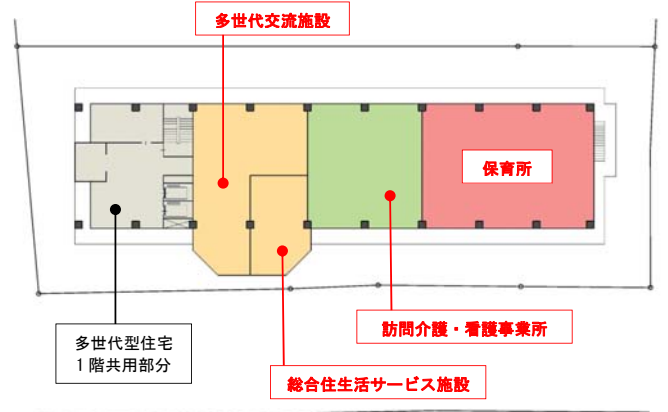 多世代交流施設
保育所
訪問介護・看護事業所
多世代型住宅
１階共用部分
総合住生活サービス施設